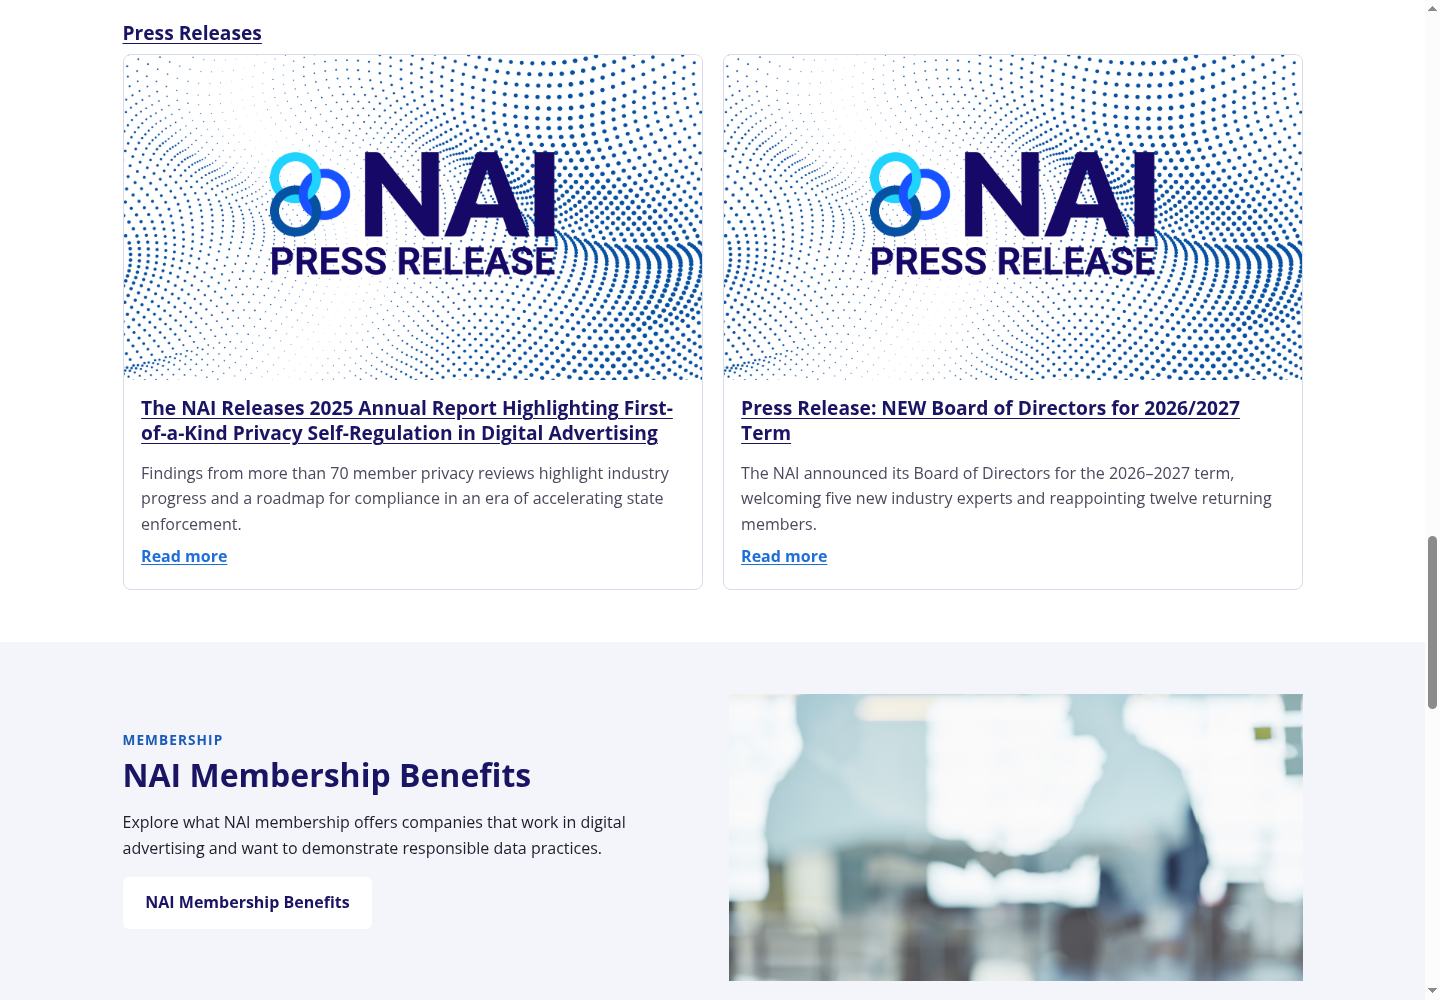 Press Releases
NAI
PRESS RELEASE
The NAI Releases 2025 Annual Report Highlighting First-
of-a-Kind Privacy Self-Regulation in Digital Advertising
Findings from more than 70 member privacy reviews highlight industry
progress and a roadmap for compliance in an era of accelerating state
enforcement.
Read more
NAI
PRESS RELEASE
Press Release: NEW Board of Directors for 2026/2027
Term
The NAI announced its Board of Directors for the 2026–2027 term,
welcoming five new industry experts and reappointing twelve returning
members.
Read more
MEMBERSHIP
NAI Membership Benefits
Explore what NAI membership offers companies that work in digital
advertising and want to demonstrate responsible data practices.
NAI Membership Benefits